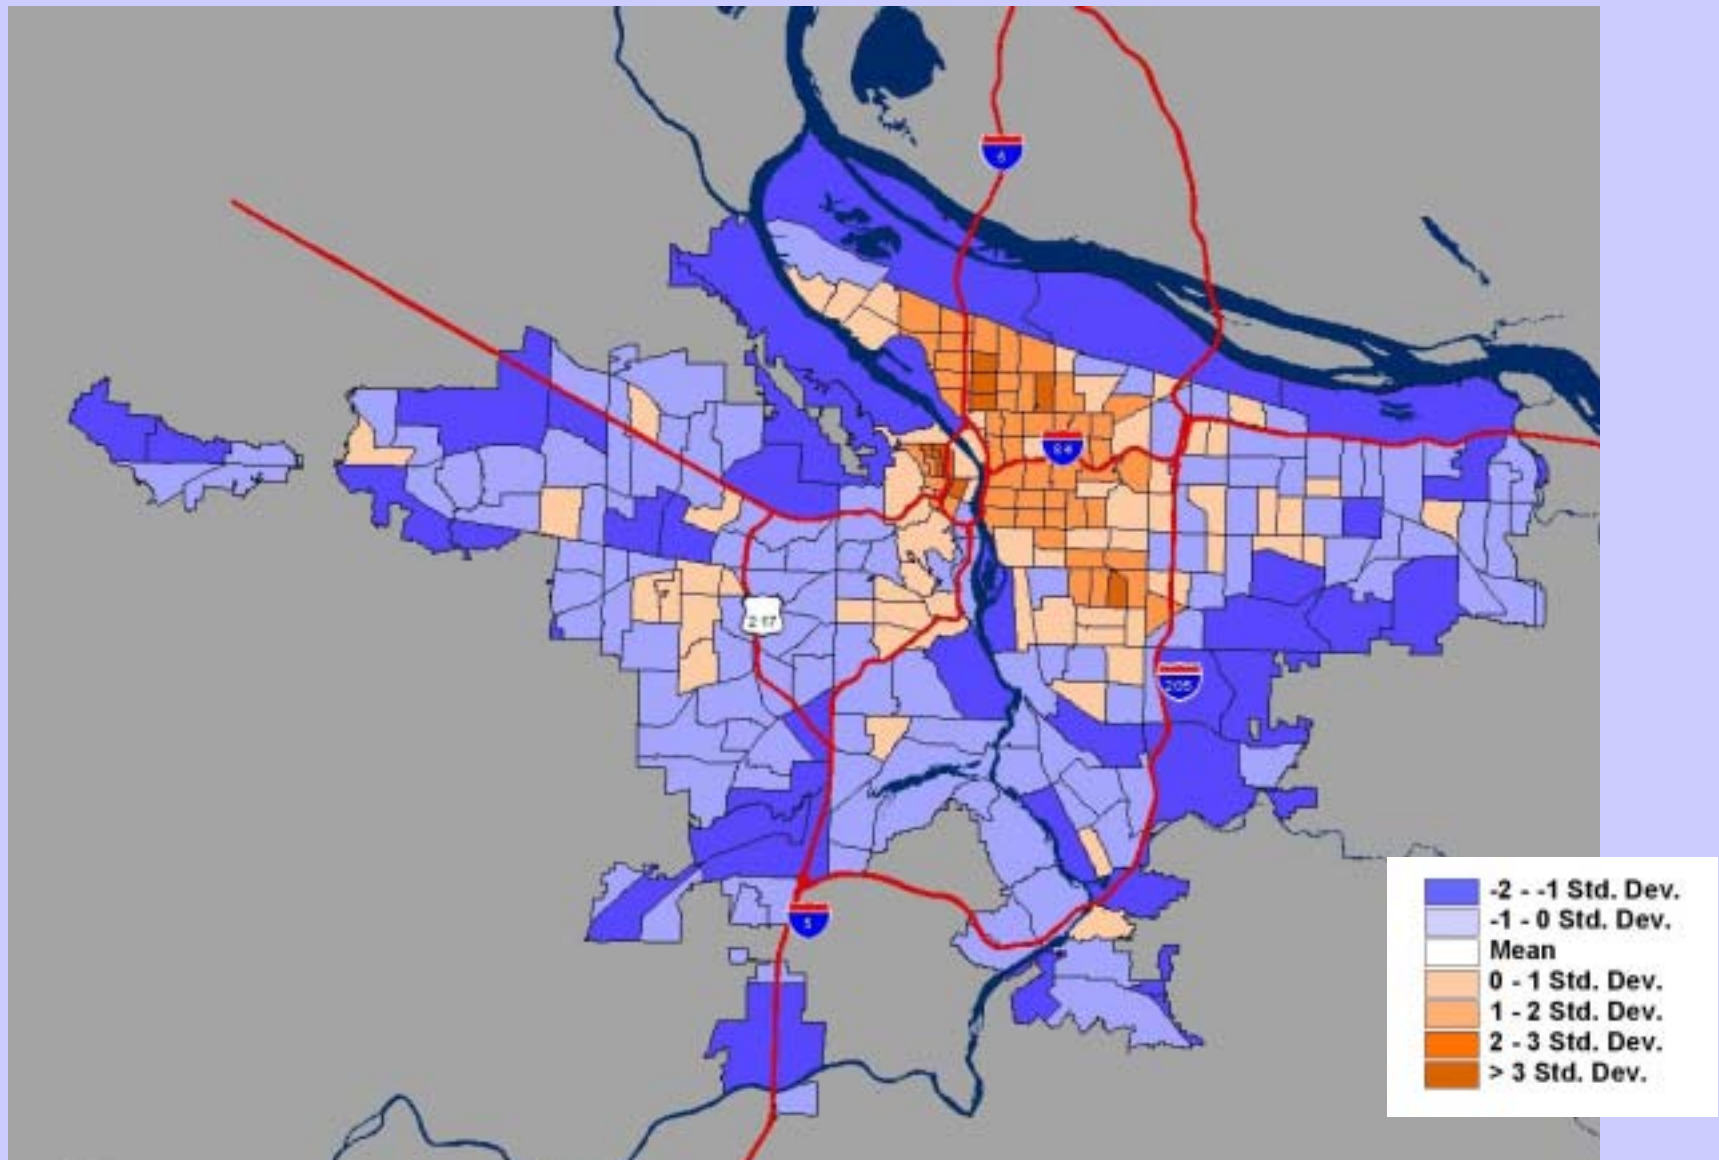 5
84
217
205
5
-2 - -1 Std. Dev.
-1 - 0 Std. Dev.
Mean
0 - 1 Std. Dev.
1 - 2 Std. Dev.
2 - 3 Std. Dev.
> 3 Std. Dev.